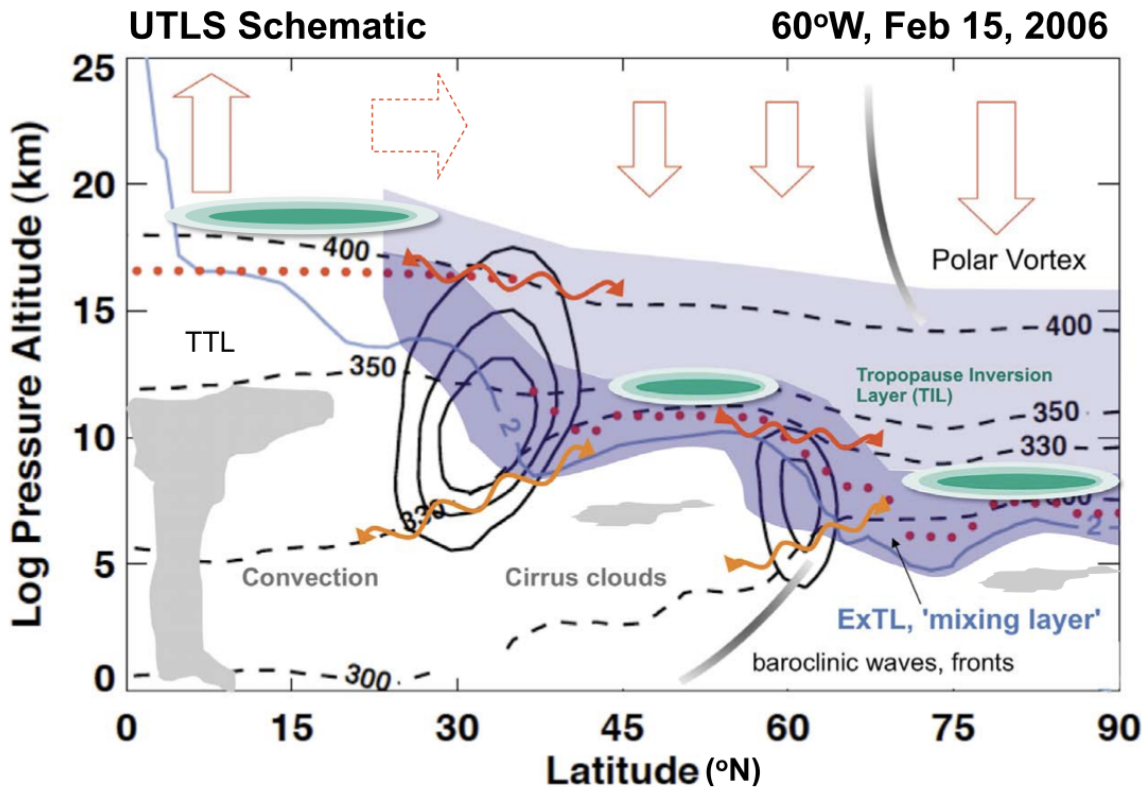 UTLS Schematic
60°W, Feb 15, 2006
Log Pressure Altitude (km)
25
20
15
10
5
0
400
Polar Vortex
400
TTL
350
Tropopause Inversion
Layer (TIL)
350
330
2
330
2
Convection
Cirrus clouds
ExTL, 'mixing layer'
baroclinic waves, fronts
300
0
15
30
45
60
75
90
Latitude (°N)